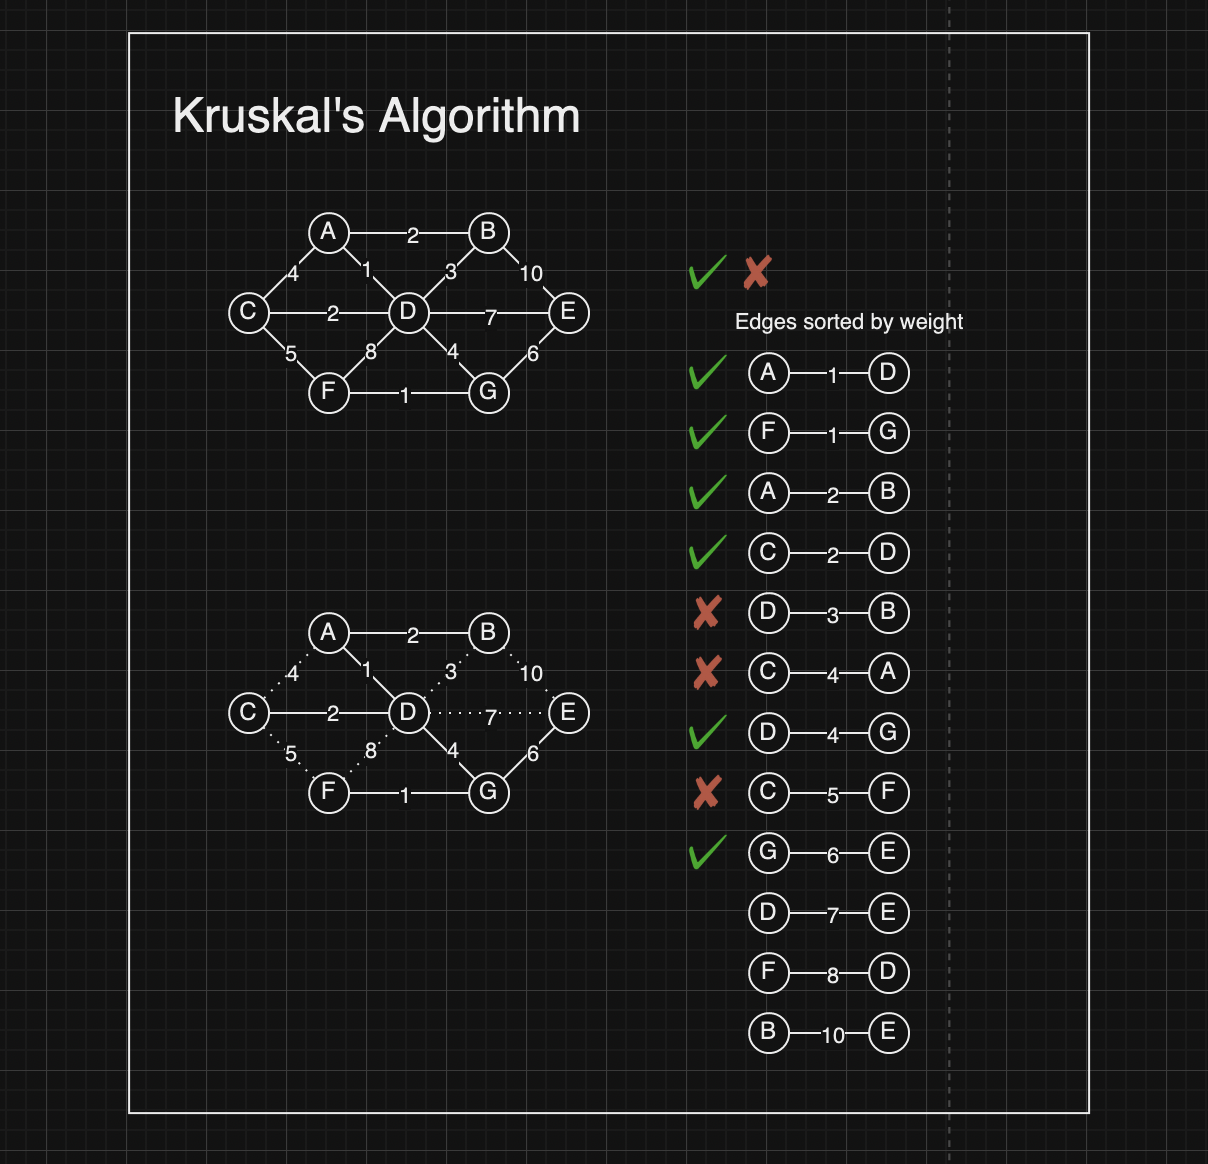 Kruskal's Algorithm
A 2 B
4 1 3 10
C 2 D 7 E
5 8 4 6
F 1 G
Edges sorted by weight
A 1 D
F 1 G
A 2 B
C 2 D
D 3 B
C 4 A
D 4 G
C 5 F
G 6 E
D 7 E
F 8 D
B 10 E
A 2 B
4 1 3 10
C 2 D 7 E
5 8 4 6
F 1 G